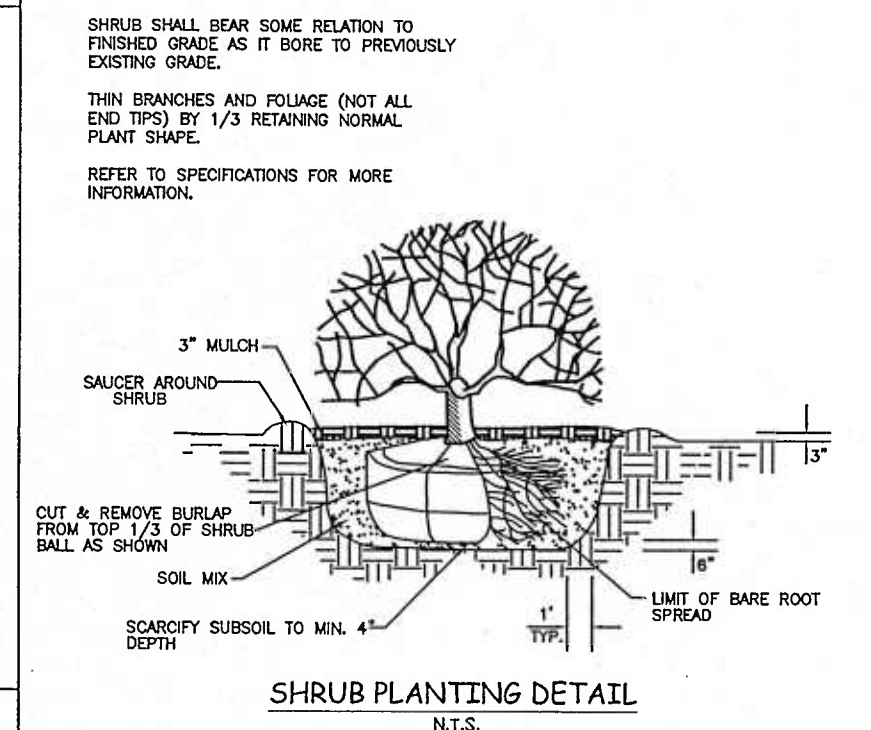 SHRUB SHALL BEAR SOME RELATION TO
FINISHED GRADE AS IT BORE TO PREVIOUSLY
EXISTING GRADE.
THIN BRANCHES AND FOLIAGE (NOT ALL
END TIPS) BY 1/3 RETAINING NORMAL
PLANT SHAPE.
REFER TO SPECIFICATIONS FOR MORE
INFORMATION.
3" MULCH
SAUCER AROUND
SHRUB
3"
CUT & REMOVE BURLAP
FROM TOP 1/3 OF SHRUB
BALL AS SHOWN
6"
SOIL MIX
LIMIT OF BARE ROOT
SPREAD
1'
TYP.
SCARCIFY SUBSOIL TO MIN. 4"
DEPTH
SHRUB PLANTING DETAIL
N.T.S.